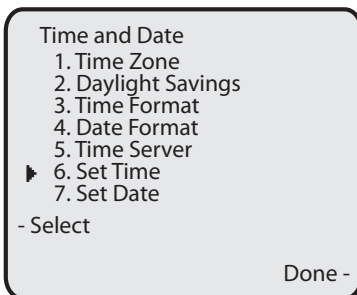 Time and Date
1. Time Zone
2. Daylight Savings
3. Time Format
4. Date Format
5. Time Server
6. Set Time
7. Set Date
- Select
Done -